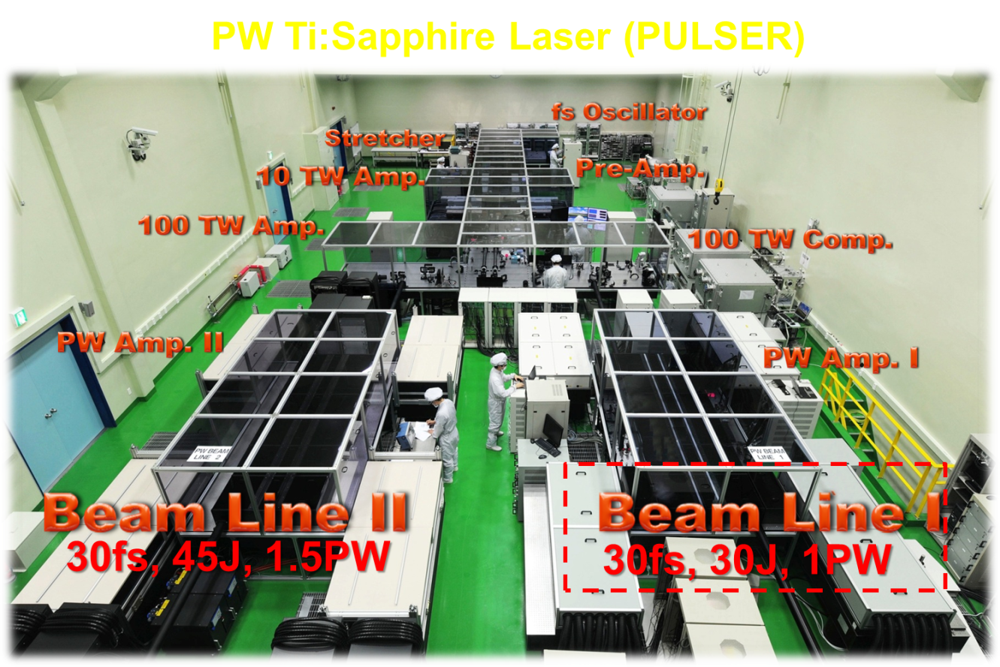 PW Ti:Sapphire Laser (PULSER)
fs Oscillator
Stretcher
Pre-Amp.
10 TW Amp.
100 TW Amp.
100 TW Comp.
PW Amp. II
PW Amp. I
PW BEAM
LINE 2
PW BEAM
LINE 1
Beam Line II
30fs, 45J, 1.5PW
Beam Line I
30fs, 30J, 1PW